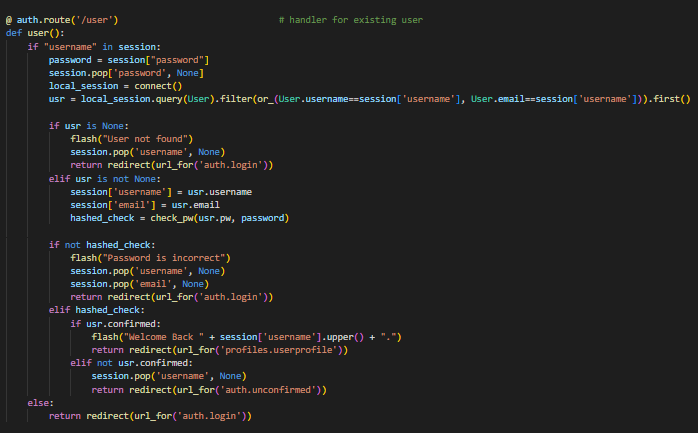 @ auth.route('/user')                              # handler for existing user
def user():
    if "username" in session:
        password = session["password"]
        session.pop['password', None]
        local_session = connect()
        usr = local_session.query(User).filter(or_(User.username==session['username'], User.email==session['username'])).first()
        if usr is None:
            flash("User not found")
            session.pop('username', None)
            return redirect(url_for('auth.login'))
        elif usr is not None:
            session['username'] = usr.username
            session['email'] = usr.email
            hashed_check = check_pw(usr.pw, password)
        if not hashed_check:
            flash("Password is incorrect")
            session.pop('username', None)
            session.pop('email', None)
            return redirect(url_for('auth.login'))
        elif hashed_check:
            if usr.confirmed:
                flash("Welcome Back " + session['username'].upper() + ".")
                return redirect(url_for('profiles.userprofile'))
            elif not usr.confirmed:
                session.pop('username', None)
                return redirect(url_for('auth.unconfirmed'))
    else:
        return redirect(url_for('auth.login'))